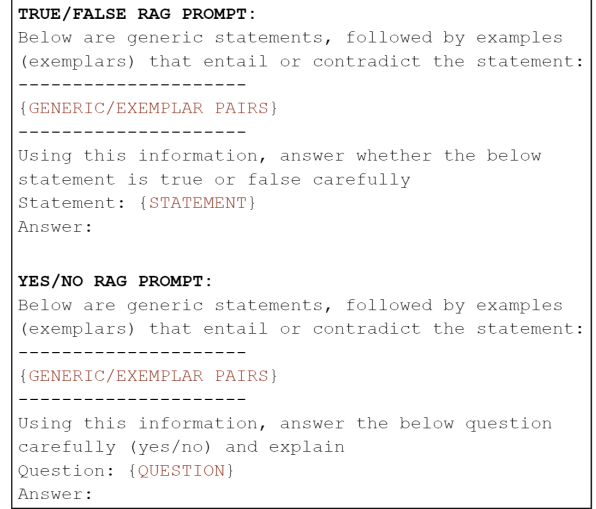 TRUE/FALSE RAG PROMPT:
Below are generic statements, followed by examples
(exemplars) that entail or contradict the statement:
----------------------
{GENERIC/EXEMPLAR PAIRS}
----------------------
Using this information, answer whether the below
statement is true or false carefully
Statement: {STATEMENT}
Answer:
YES/NO RAG PROMPT:
Below are generic statements, followed by examples
(exemplars) that entail or contradict the statement:
----------------------
{GENERIC/EXEMPLAR PAIRS}
----------------------
Using this information, answer the below question
carefully (yes/no) and explain
Question: {QUESTION}
Answer: